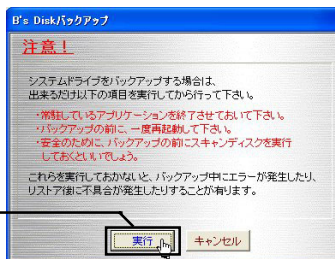 B's Diskバックアップ
注意！
システムドライブをバックアップする場合は、
出来るだけ以下の項目を実行してから行って下さい。
・常駐しているアプリケーションを終了させておいて下さい。
・バックアップの前に、一度再起動して下さい。
・安全のために、バックアップの前にスキャンディスクを実行
しておくといいでしょう。
これらを実行しておかないと、バックアップ中にエラーが発生したり、
リストア後に不具合が発生したりすることが有ります。
実行
キャンセル